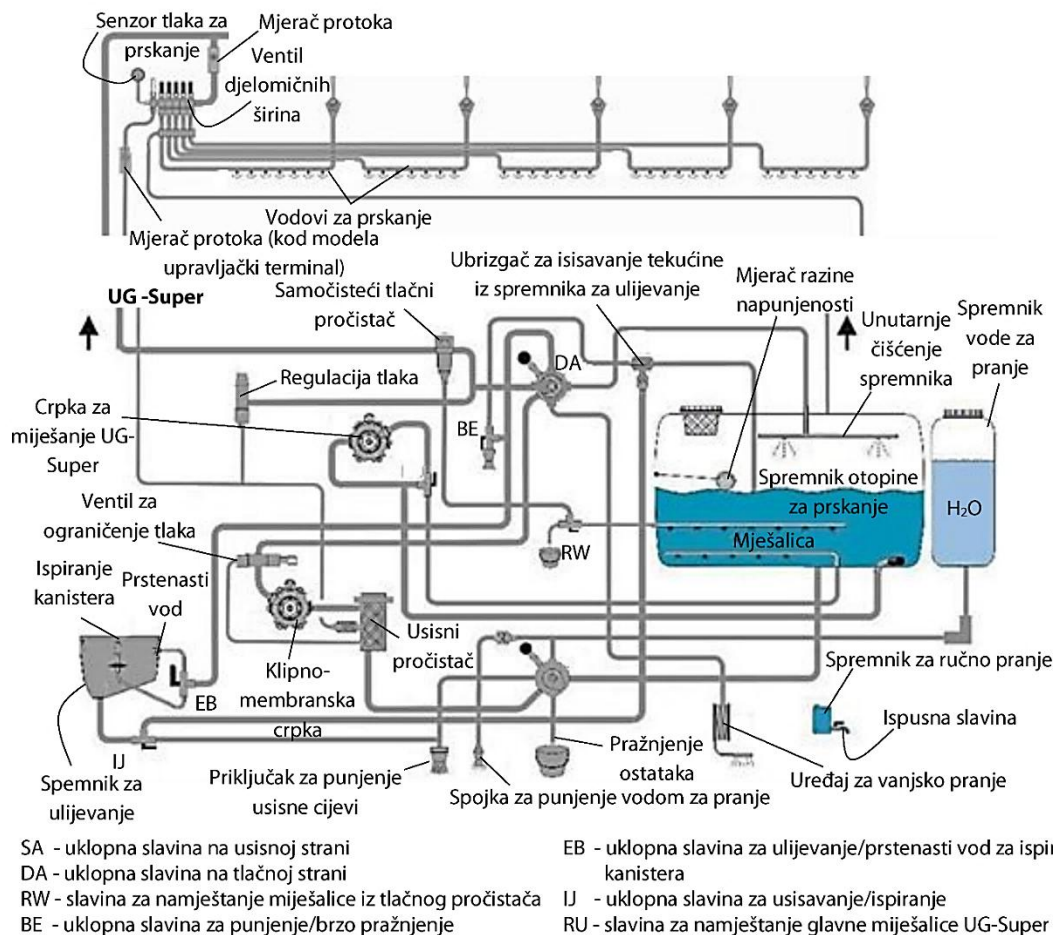 Senzor tlaka za
prskanje
Mjerač protoka
Ventil
djelomičnih
širina
Vodovi za prskanje
Mjerač protoka (kod modela
upravljački terminal)
UG -Super
Samočisteći tlačni
pročistač
Ubrizgač za isisavanje tekućine
iz spremnika za ulijevanje
Mjerač razine
napunjenosti
Unutarnje
čišćenje
spremnika
Spremnik
vode za
pranje
DA
Regulacija tlaka
Crpka za
miješanje UG-
Super
BE
Spremnik otopine
za prskanje
H₂O
Ventil za
ograničenje tlaka
RW
Mješalica
Ispiranje
kanistera
Prstenasti
vod
Usisni
pročistač
Klipno-
membranska
crpka
EB
Spremnik za ručno pranje
Ispusna slavina
IJ
Spemnik za
ulijevanje
Priključak za punjenje
usisne cijevi
Pražnjenje
ostataka
Spojka za punjenje vodom za pranje
Uređaj za vanjsko pranje
SA - uklopna slavina na usisnoj strani
DA - uklopna slavina na tlačnoj strani
RW - slavina za namještanje miješalice iz tlačnog pročistača
BE - uklopna slavina za punjenje/brzo pražnjenje
EB - uklopna slavina za ulijevanje/prstenasti vod za ispi
kanistera
IJ - uklopna slavina za usisavanje/ispiranje
RU - slavina za namještanje glavne miješalice UG-Super